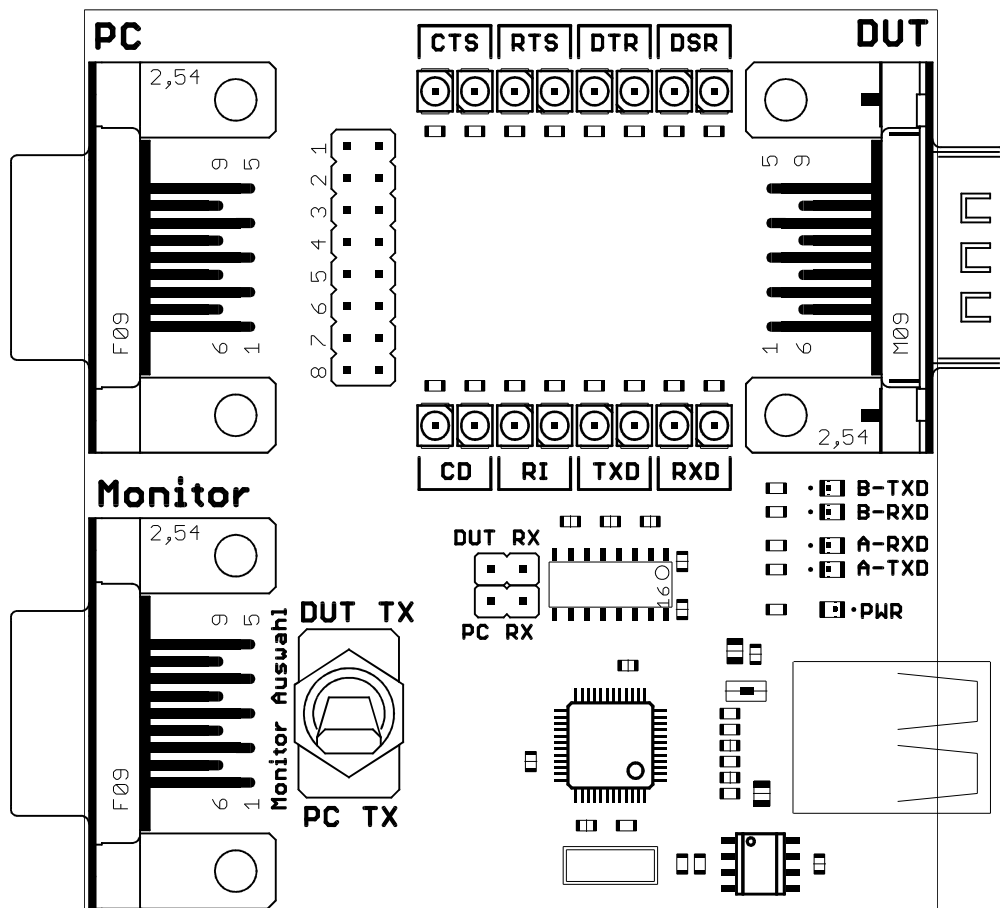 PC
DUT
CTS RTS DTR DSR
2,54
9 5
5 9
1
2
3
4
5
6
7
8
F09
M09
6 1
1 6
2,54
CD RI TXD RXD
Monitor
B-TXD
B-RXD
A-RXD
A-TXD
PWR
2,54
DUT RX
16
PC RX
9 5
Monitor Auswahl
DUT TX
F09
6 1
PC TX